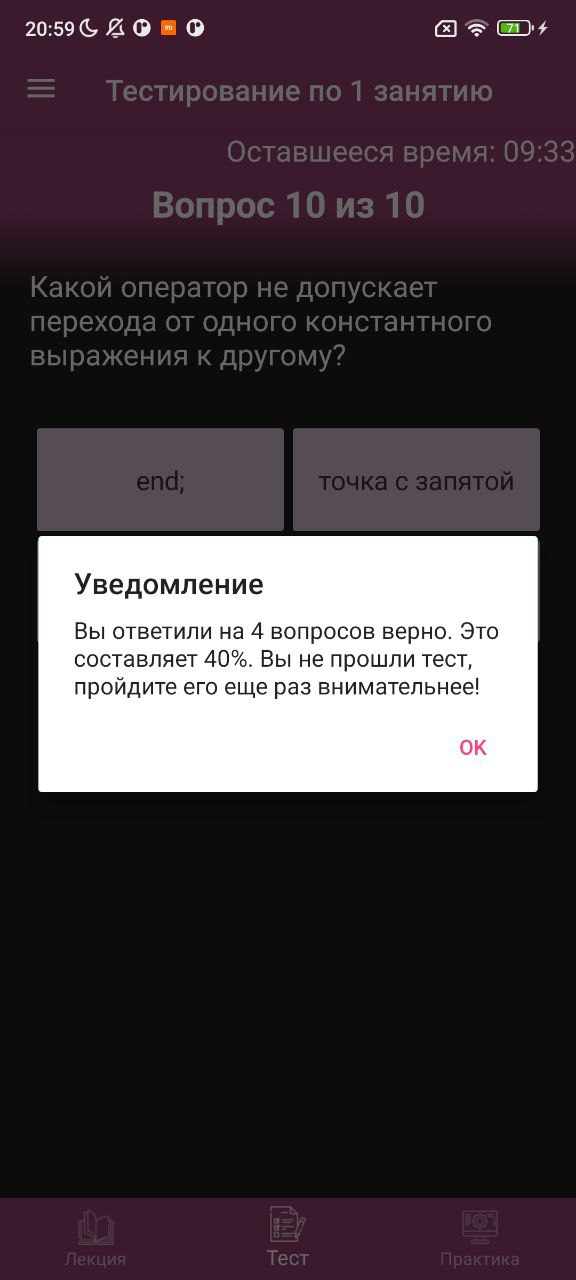 20:59
71
Тестирование по 1 занятию
Оставшееся время: 09:33
Вопрос 10 из 10
Какой оператор не допускает
перехода от одного константного
выражения к другому?
end;
точка с запятой
Уведомление
Вы ответили на 4 вопросов верно. Это
составляет 40%. Вы не прошли тест,
пройдите его еще раз внимательнее!
OK
Лекция
Тест
Практика